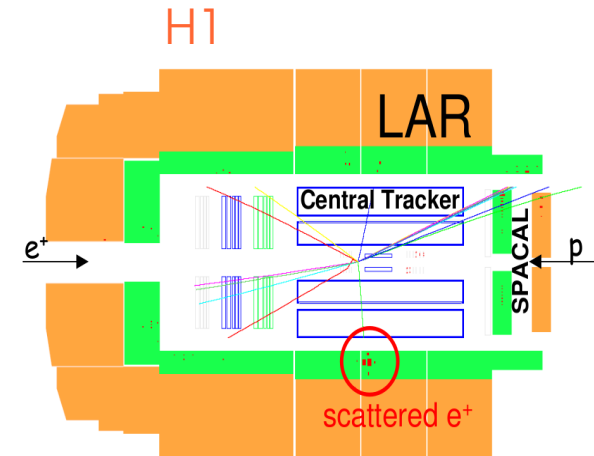 H1
LAR
Central Tracker
e+
SPACAL
p
scattered e+